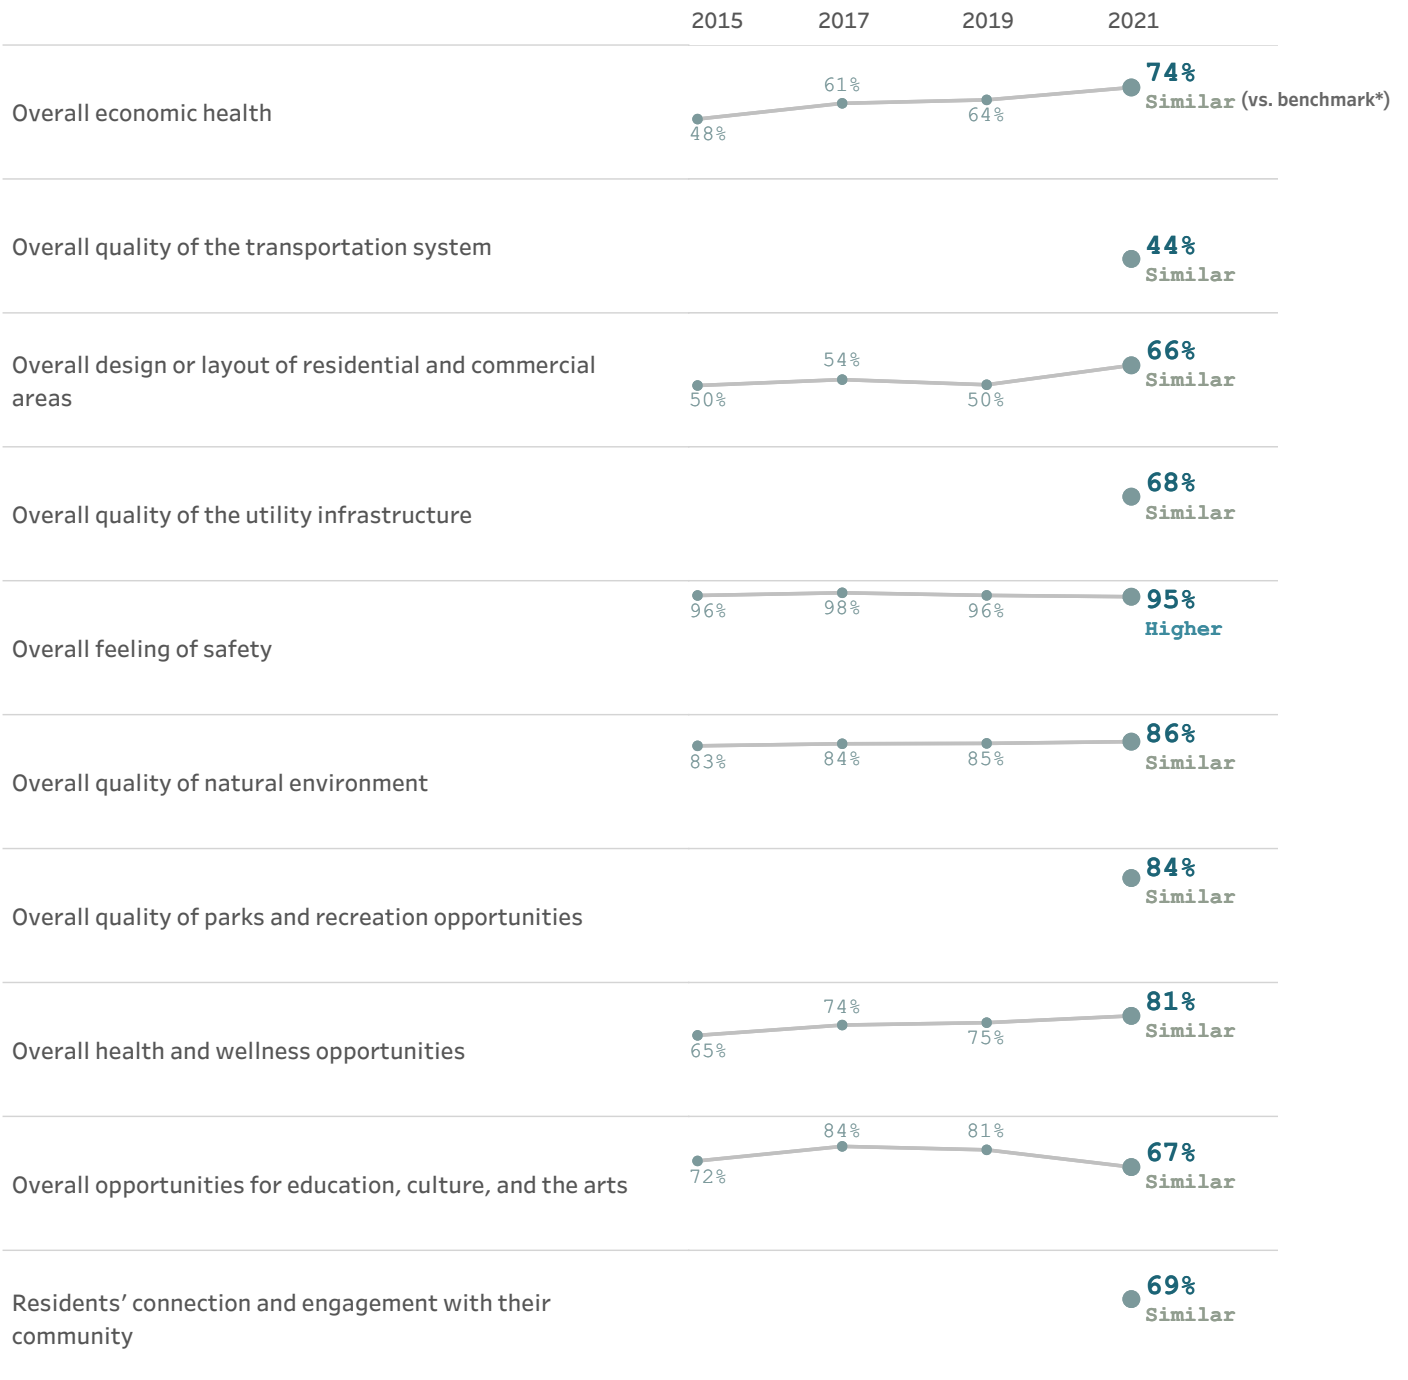 2015 2017 2019 2021
Overall economic health
48%
61%
64%
74%
Similar (vs. benchmark*)
Overall quality of the transportation system
44%
Similar
Overall design or layout of residential and commercial
areas
50%
54%
50%
66%
Similar
Overall quality of the utility infrastructure
68%
Similar
Overall feeling of safety
96%
98%
96%
95%
Higher
Overall quality of natural environment
83%
84%
85%
86%
Similar
Overall quality of parks and recreation opportunities
84%
Similar
Overall health and wellness opportunities
65%
74%
75%
81%
Similar
Overall opportunities for education, culture, and the arts
72%
84%
81%
67%
Similar
Residents’ connection and engagement with their
community
69%
Similar